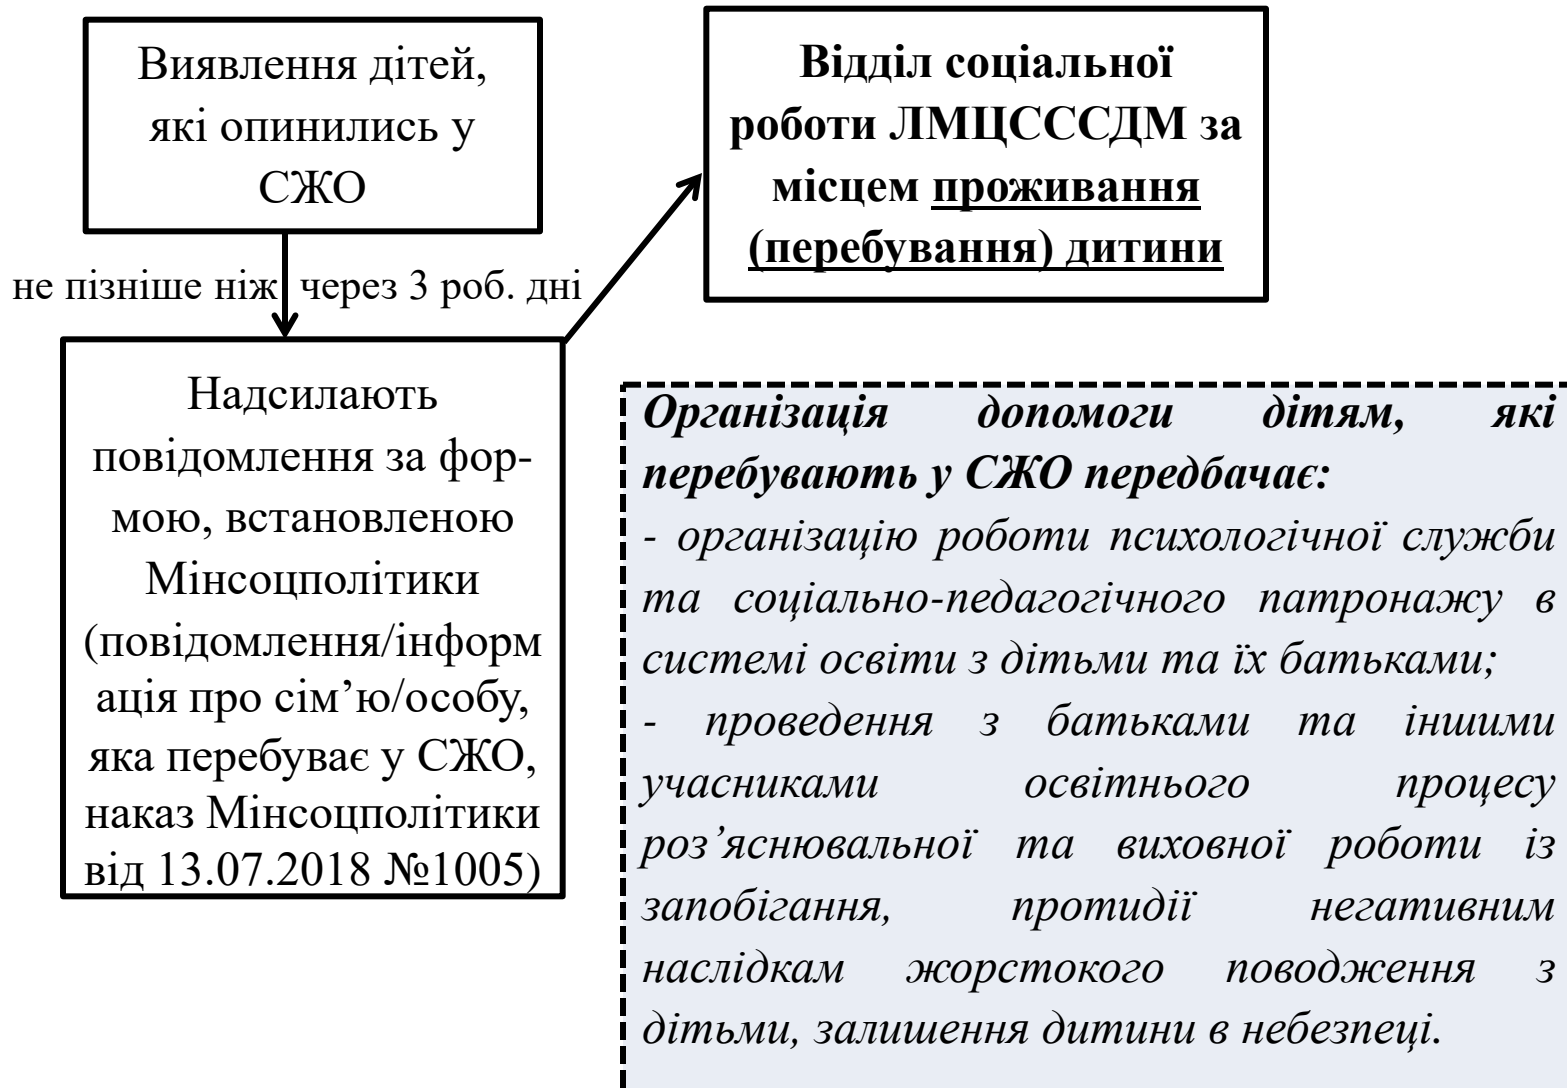 Виявлення дітей,
які опинились у
СЖО
не пізніше ніж через 3 роб. дні
Надсилають
повідомлення за фор-
мою, встановленою
Мінсоцполітики
(повідомлення/інформ
ація про сім’ю/особу,
яка перебуває у СЖО,
наказ Мінсоцполітики
від 13.07.2018 №1005)
Відділ соціальної
роботи ЛМЦСССДМ за
місцем проживання
(перебування) дитини
Організація допомоги дітям, які
перебувають у СЖО передбачає:
- організацію роботи психологічної служби
та соціально-педагогічного патронажу в
системі освіти з дітьми та їх батьками;
- проведення з батьками та іншими
учасниками освітнього процесу
роз’яснювальної та виховної роботи із
запобігання, протидії негативним
наслідкам жорстокого поводження з
дітьми, залишення дитини в небезпеці.